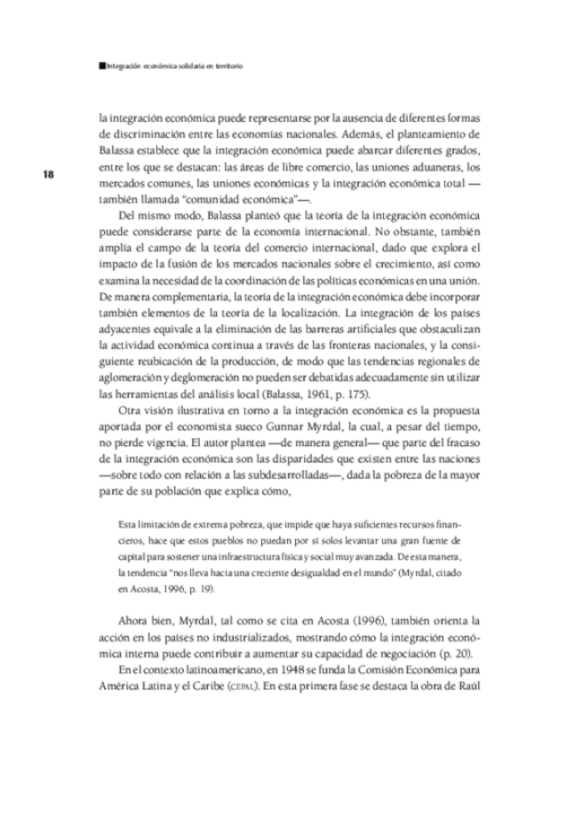 Integración económica solidaria en territorio
18
la integración económica puede representarse por la ausencia de diferentes formas
de discriminación entre las economías nacionales. Además, el planteamiento de
Balassa establece que la integración económica puede abarcar diferentes grados,
entre los que se destacan: las áreas de libre comercio, las uniones aduaneras, los
mercados comunes, las uniones económicas y la integración económica total —
también llamada “comunidad económica”—.
Del mismo modo, Balassa planteó que la teoría de la integración económica
puede considerarse parte de la economía internacional. No obstante, también
amplía el campo de la teoría del comercio internacional, dado que explora el
impacto de la fusión de los mercados nacionales sobre el crecimiento, así como
examina la necesidad de la coordinación de las políticas económicas en una unión.
De manera complementaria, la teoría de la integración económica debe incorporar
también elementos de la teoría de la localización. La integración de los países
adyacentes equivale a la eliminación de las barreras artificiales que obstaculizan
la actividad económica continua a través de las fronteras nacionales, y la consi-
guiente reubicación de la producción, de modo que las tendencias regionales de
aglomeración y deglomeración no pueden ser debatidas adecuadamente sin utilizar
las herramientas del análisis local (Balassa, 1961, p. 175).
Otra visión ilustrativa en torno a la integración económica es la propuesta
aportada por el economista sueco Gunnar Myrdal, la cual, a pesar del tiempo,
no pierde vigencia. El autor plantea —de manera general— que parte del fracaso
de la integración económica son las disparidades que existen entre las naciones
—sobre todo con relación a las subdesarrolladas—, dada la pobreza de la mayor
parte de su población que explica cómo,
Esta limitación de extrema pobreza, que impide que haya suficientes recursos finan-
cieros, hace que estos pueblos no puedan por sí solos levantar una gran fuente de
capital para sostener una infraestructura física y social muy avanzada. De esta manera,
la tendencia “nos lleva hacia una creciente desigualdad en el mundo” (Myrdal, citado
en Acosta, 1996, p. 19).
Ahora bien, Myrdal, tal como se cita en Acosta (1996), también orienta la
acción en los países no industrializados, mostrando cómo la integración econó-
mica interna puede contribuir a aumentar su capacidad de negociación (p. 20).
En el contexto latinoamericano, en 1948 se funda la Comisión Económica para
América Latina y el Caribe (CEPAL). En esta primera fase se destaca la obra de Raúl